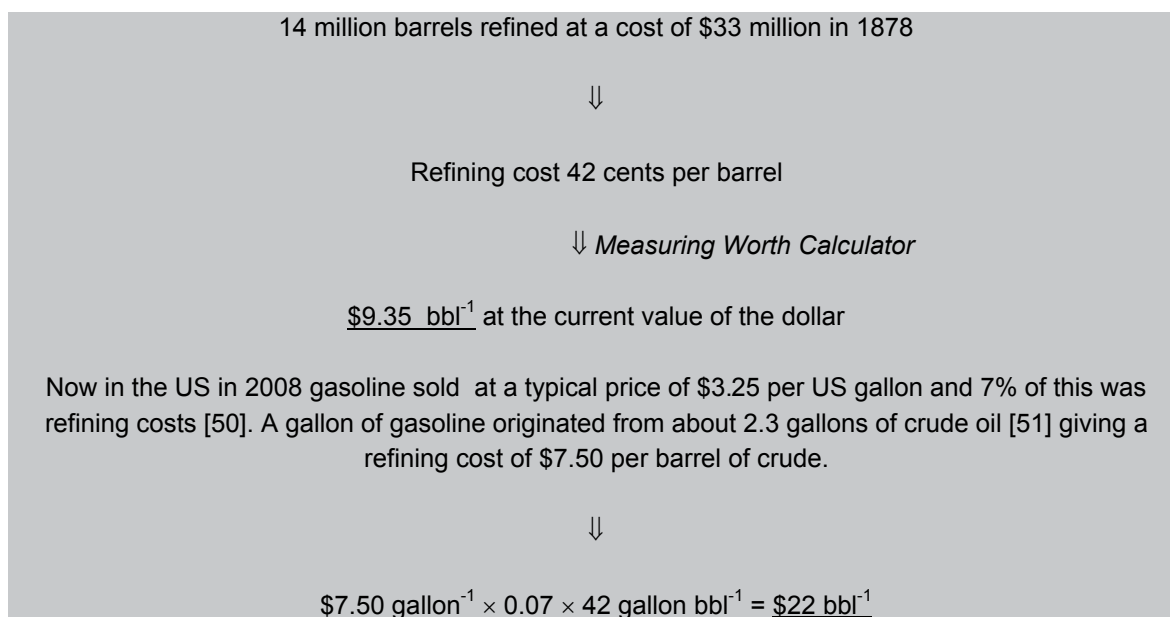 14 million barrels refined at a cost of $33 million in 1878
⇓
Refining cost 42 cents per barrel
⇓ Measuring Worth Calculator
$9.35 bbl⁻¹ at the current value of the dollar
Now in the US in 2008 gasoline sold at a typical price of $3.25 per US gallon and 7% of this was
refining costs [50]. A gallon of gasoline originated from about 2.3 gallons of crude oil [51] giving a
refining cost of $7.50 per barrel of crude.
⇓
$7.50 gallon⁻¹ × 0.07 × 42 gallon bbl⁻¹ = $22 bbl⁻¹